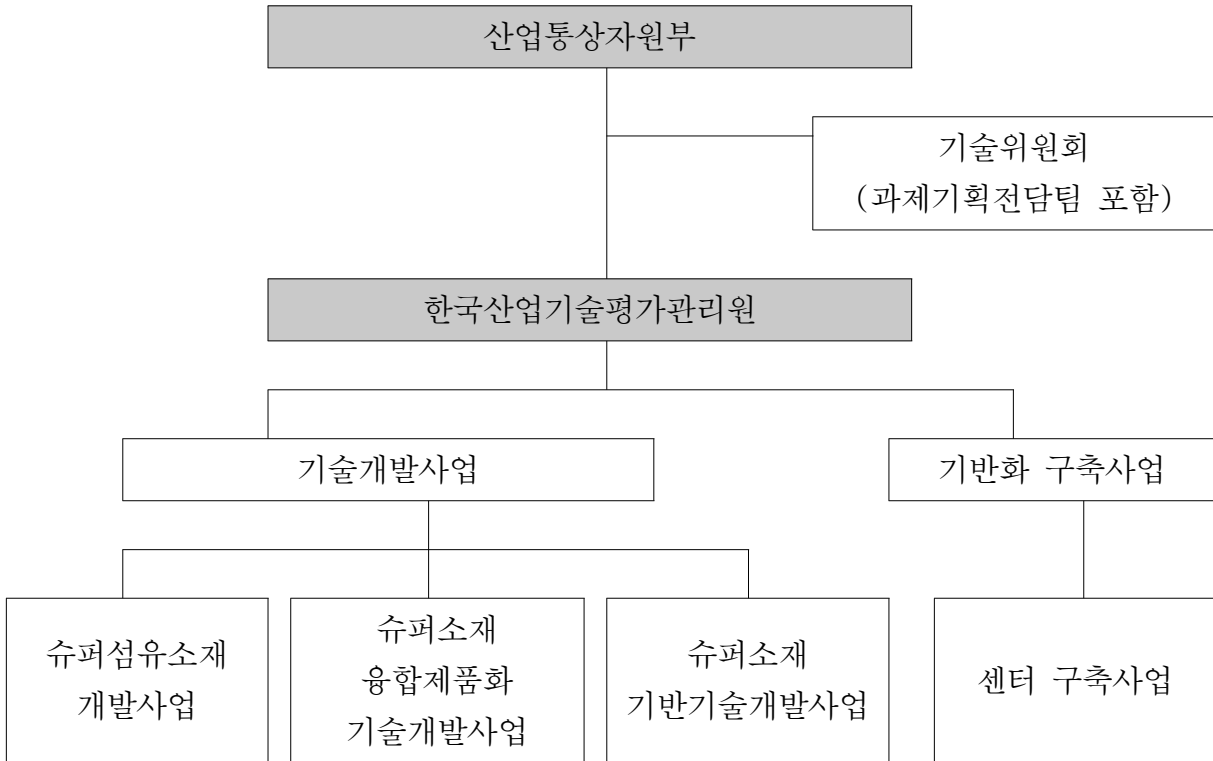 산업통상자원부
기술위원회
(과제기획전담팀 포함)
한국산업기술평가관리원
기술개발사업
기반화 구축사업
슈퍼섬유소재
개발사업
슈퍼소재
융합제품화
기술개발사업
슈퍼소재
기반기술개발사업
센터 구축사업